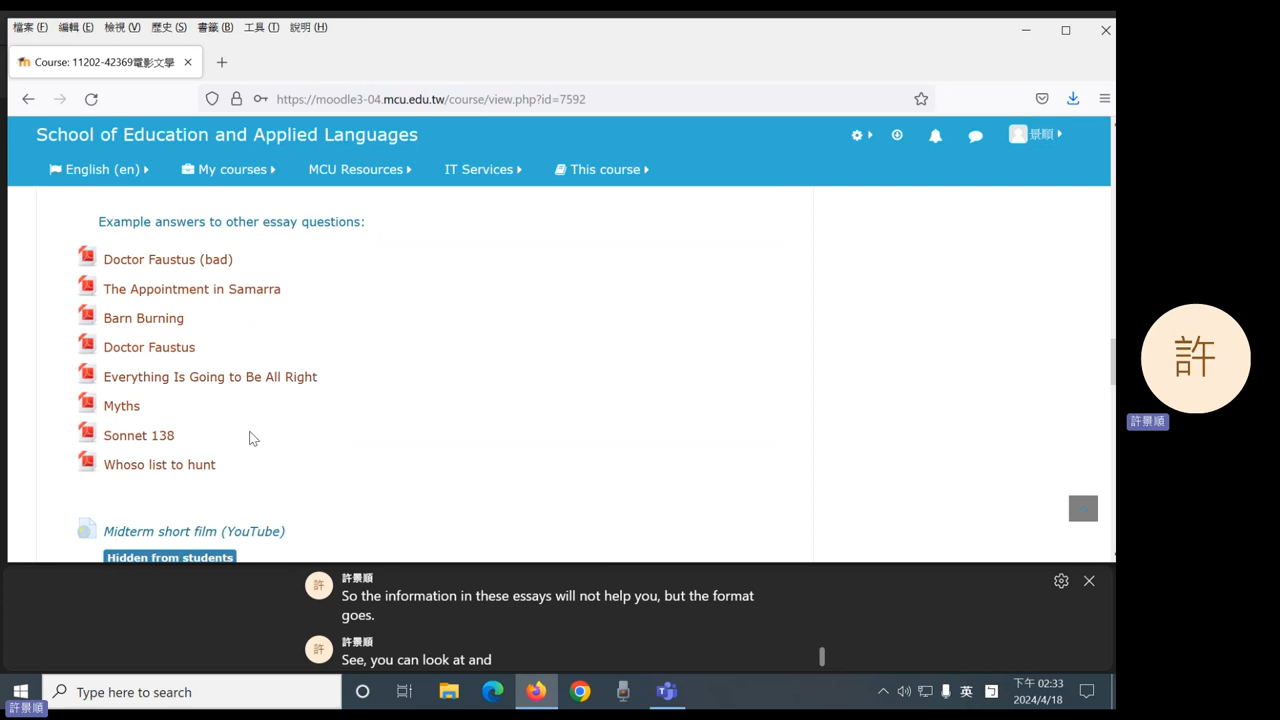 檔案 (F) 編輯 (E) 檢視 (V) 歷史 (S) 書籤 (B) 工具 (T) 說明 (H)
Course: 11202-42369電影文學
https://moodle3-04.mcu.edu.tw/course/view.php?id=7592
School of Education and Applied Languages
景順
English (en) My courses MCU Resources IT Services This course
Example answers to other essay questions:
Doctor Faustus (bad)
The Appointment in Samarra
Barn Burning
Doctor Faustus
Everything Is Going to Be All Right
Myths
Sonnet 138
Whoso list to hunt
Midterm short film (YouTube)
Hidden from students
許
許景順
許
許景順
So the information in these essays will not help you, but the format
goes.
許
許景順
See, you can look at and
Type here to search
英
下午 02:33
2024/4/18
許景順